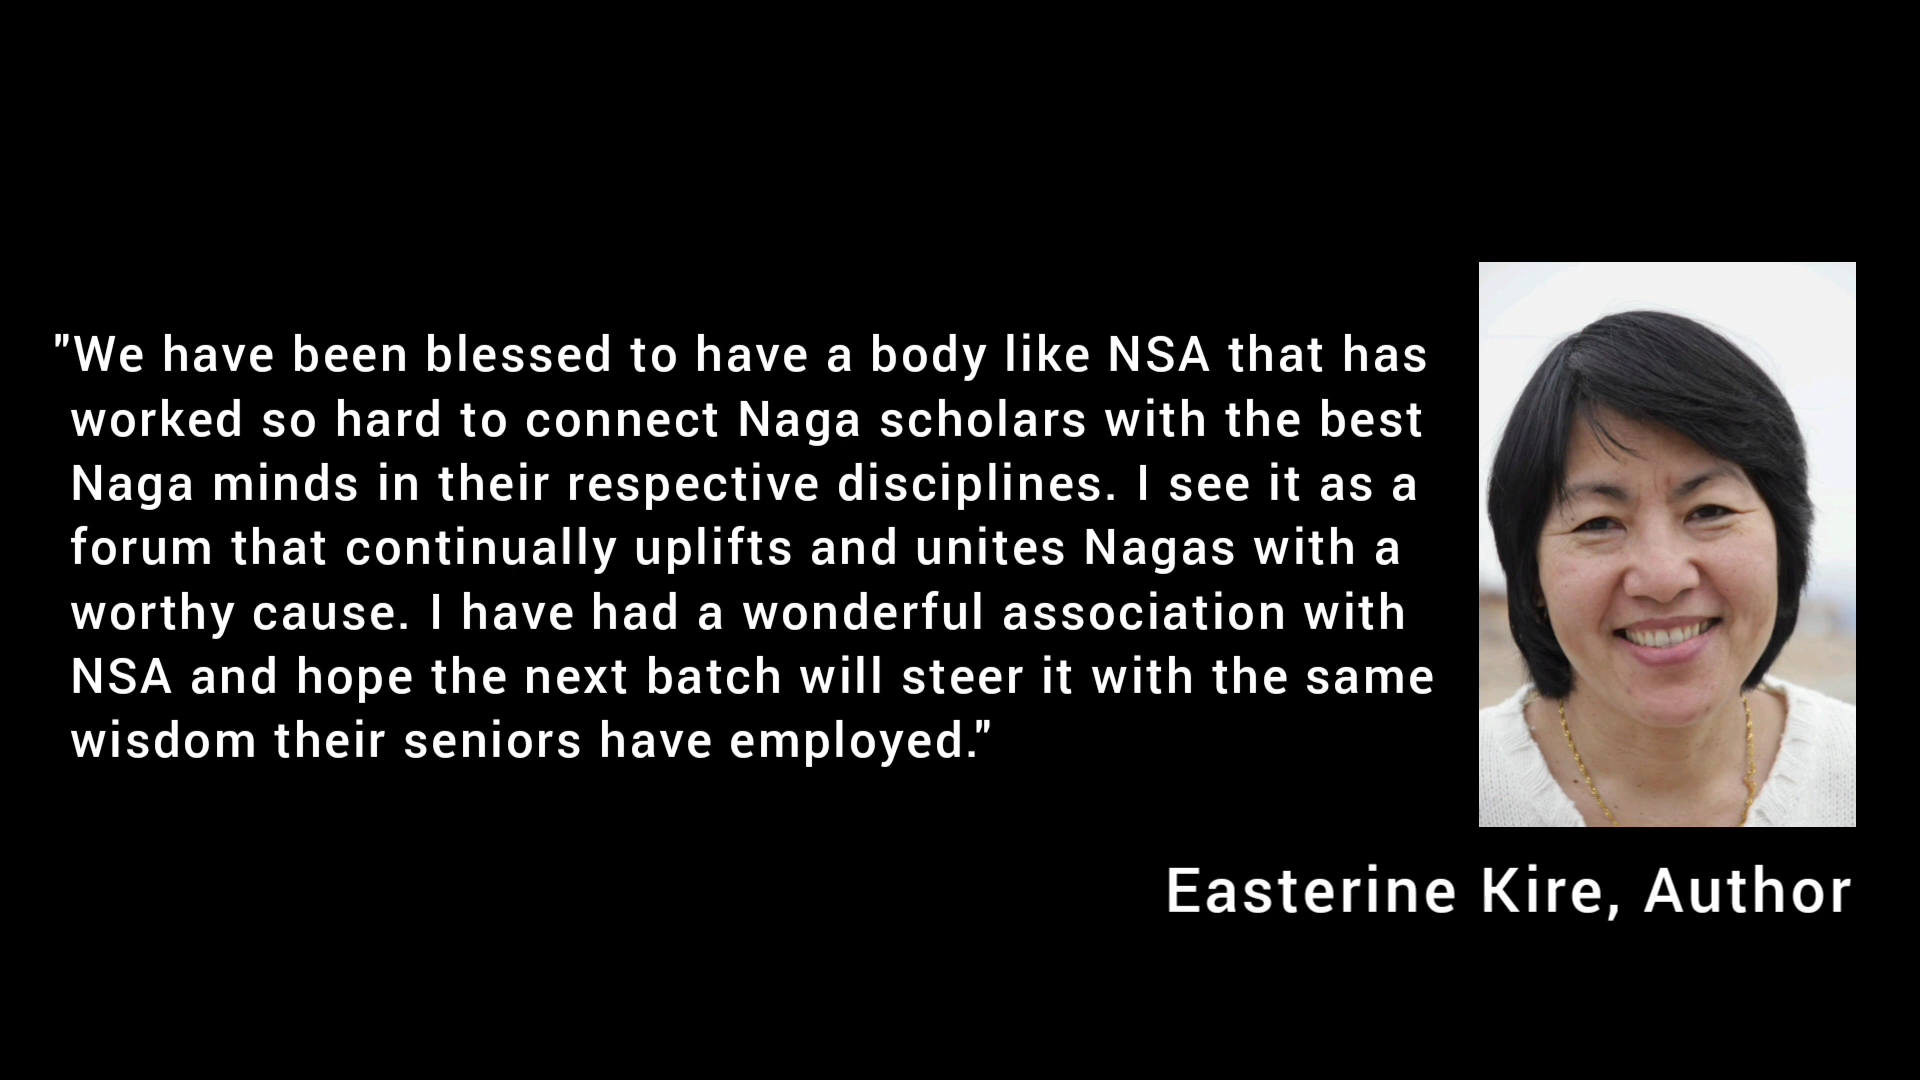 "We have been blessed to have a body like NSA that has
worked so hard to connect Naga scholars with the best
Naga minds in their respective disciplines. I see it as a
forum that continually uplifts and unites Nagas with a
worthy cause. I have had a wonderful association with
NSA and hope the next batch will steer it with the same
wisdom their seniors have employed."
Easterine Kire, Author